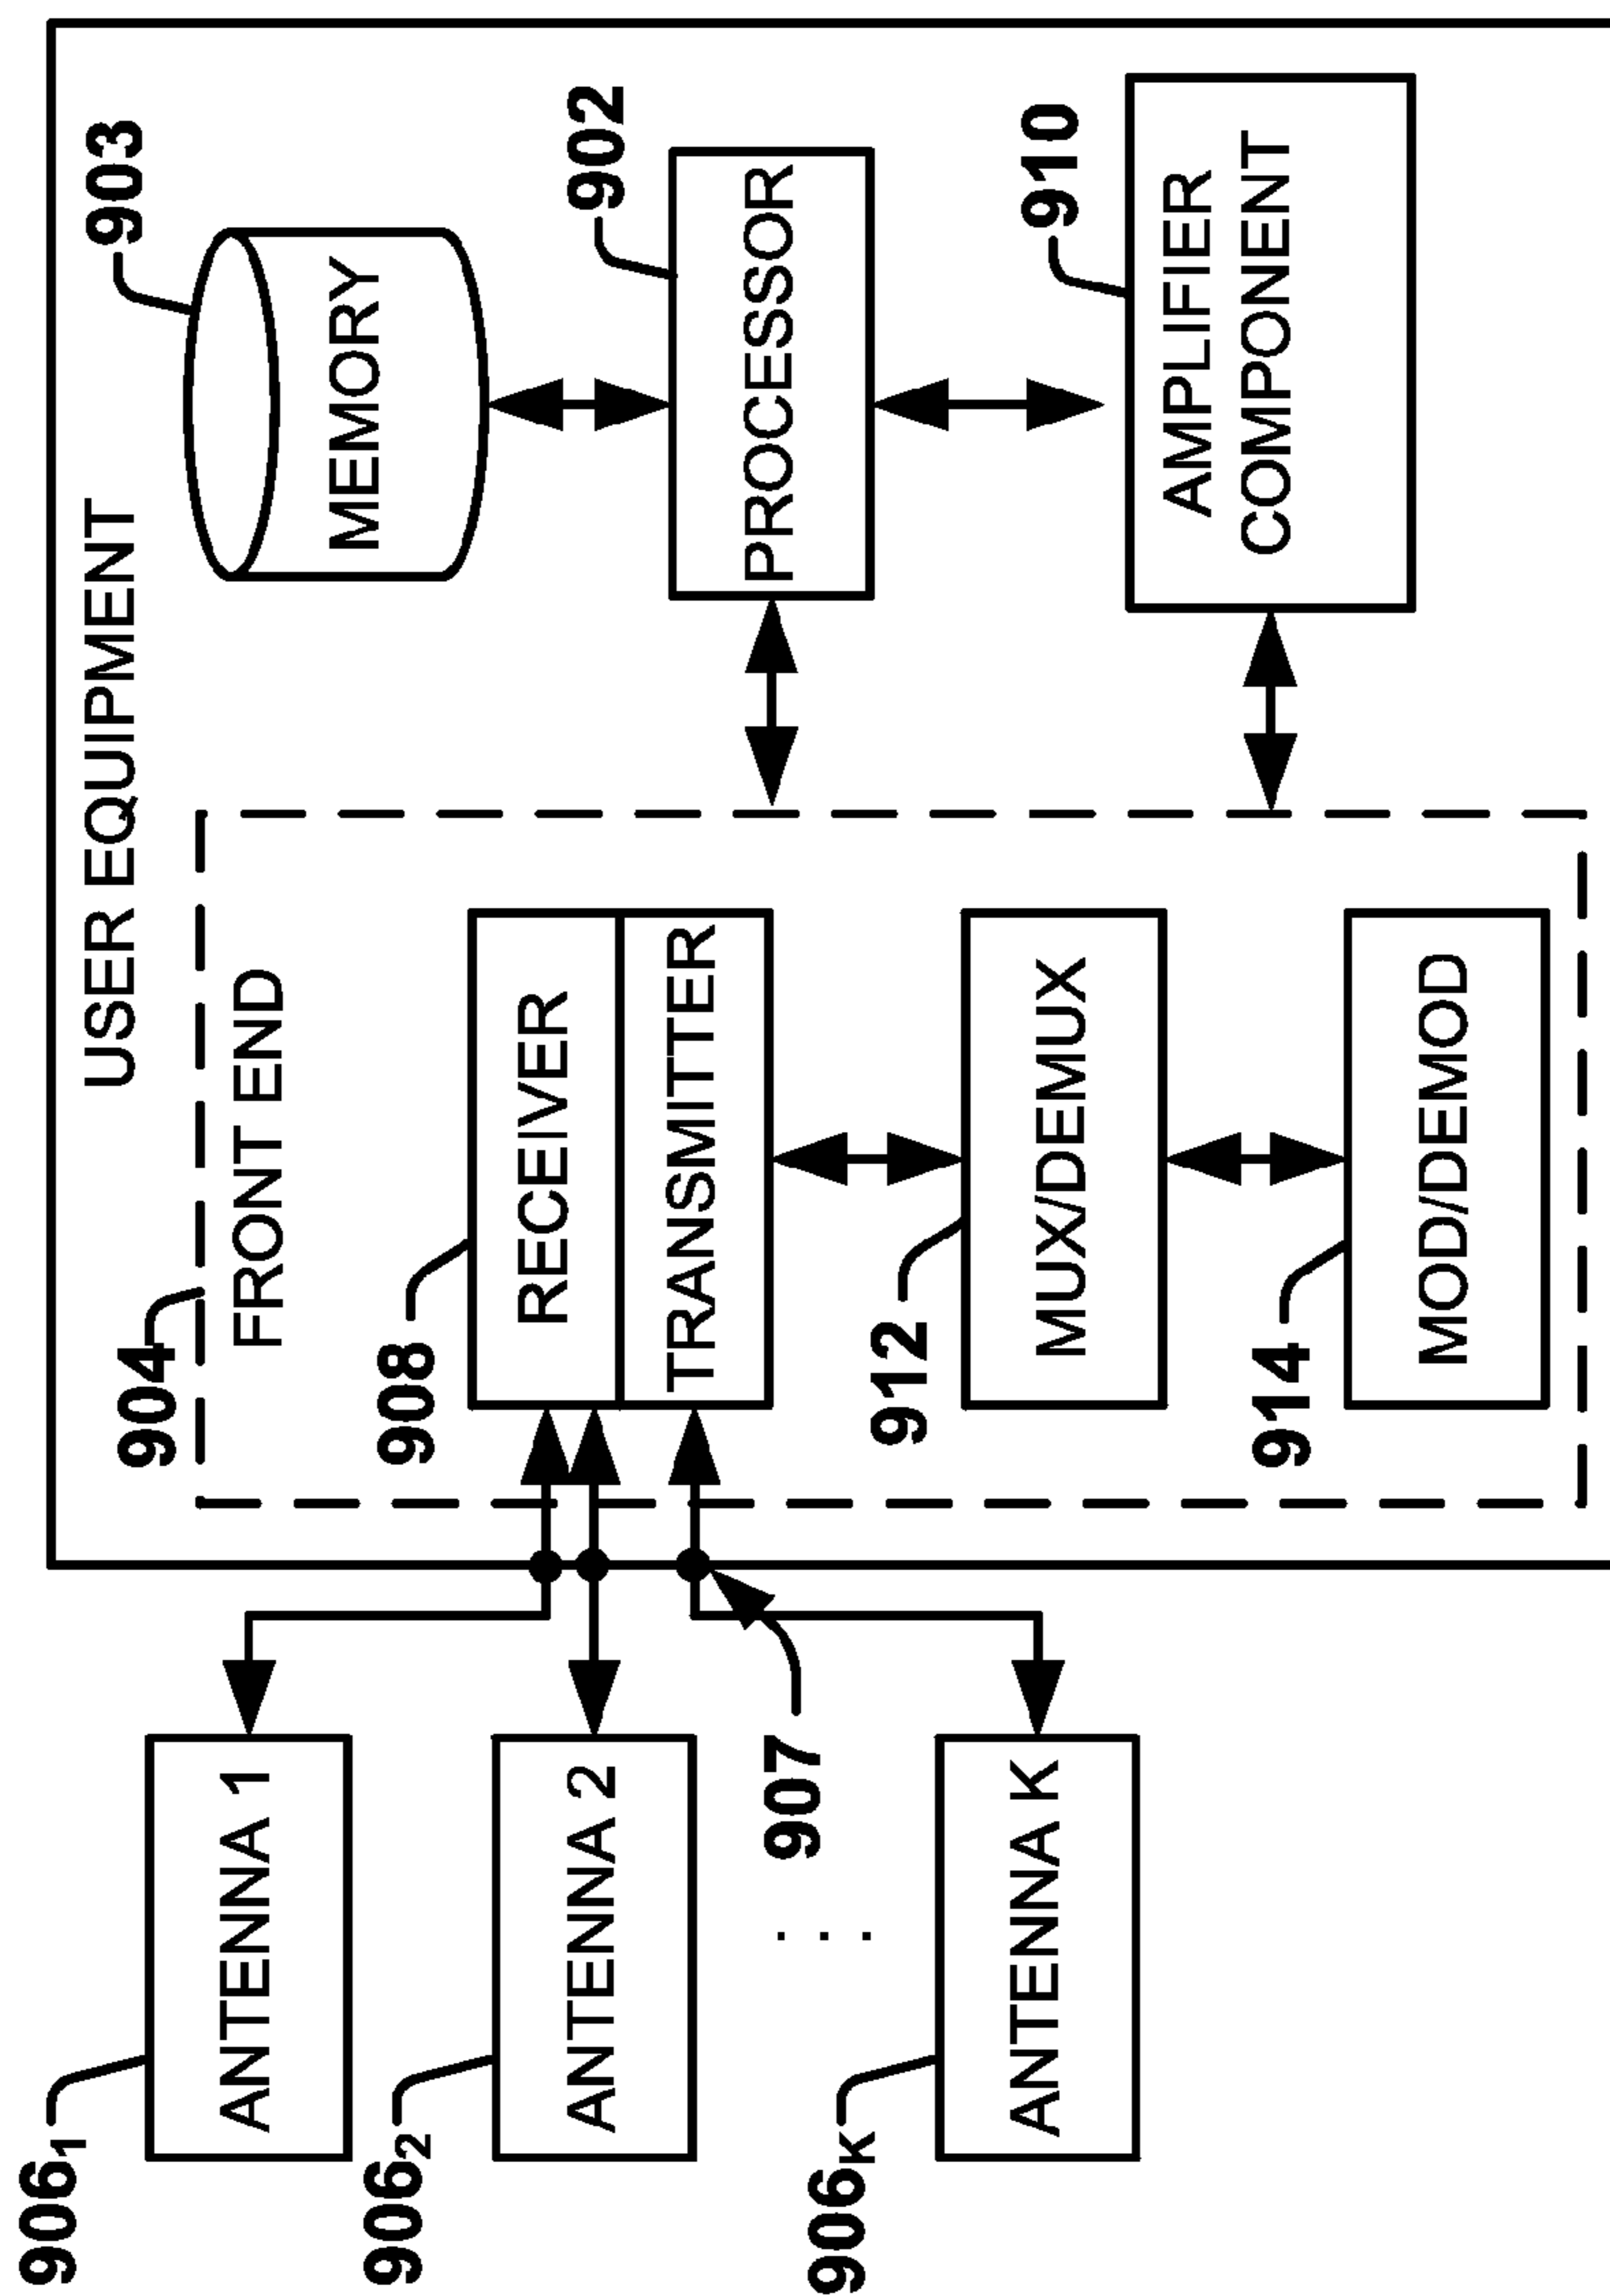 USER EQUIPMENT
903
MEMORY
902
PROCESSOR
910
AMPLIFIER
COMPONENT
904
FRONT END
908
RECEIVER
TRANSMITTER
912
MUX/DEMUX
914
MOD/DEMOD
906₁
ANTENNA 1
906₂
ANTENNA 2
907
. . .
906K
ANTENNA K